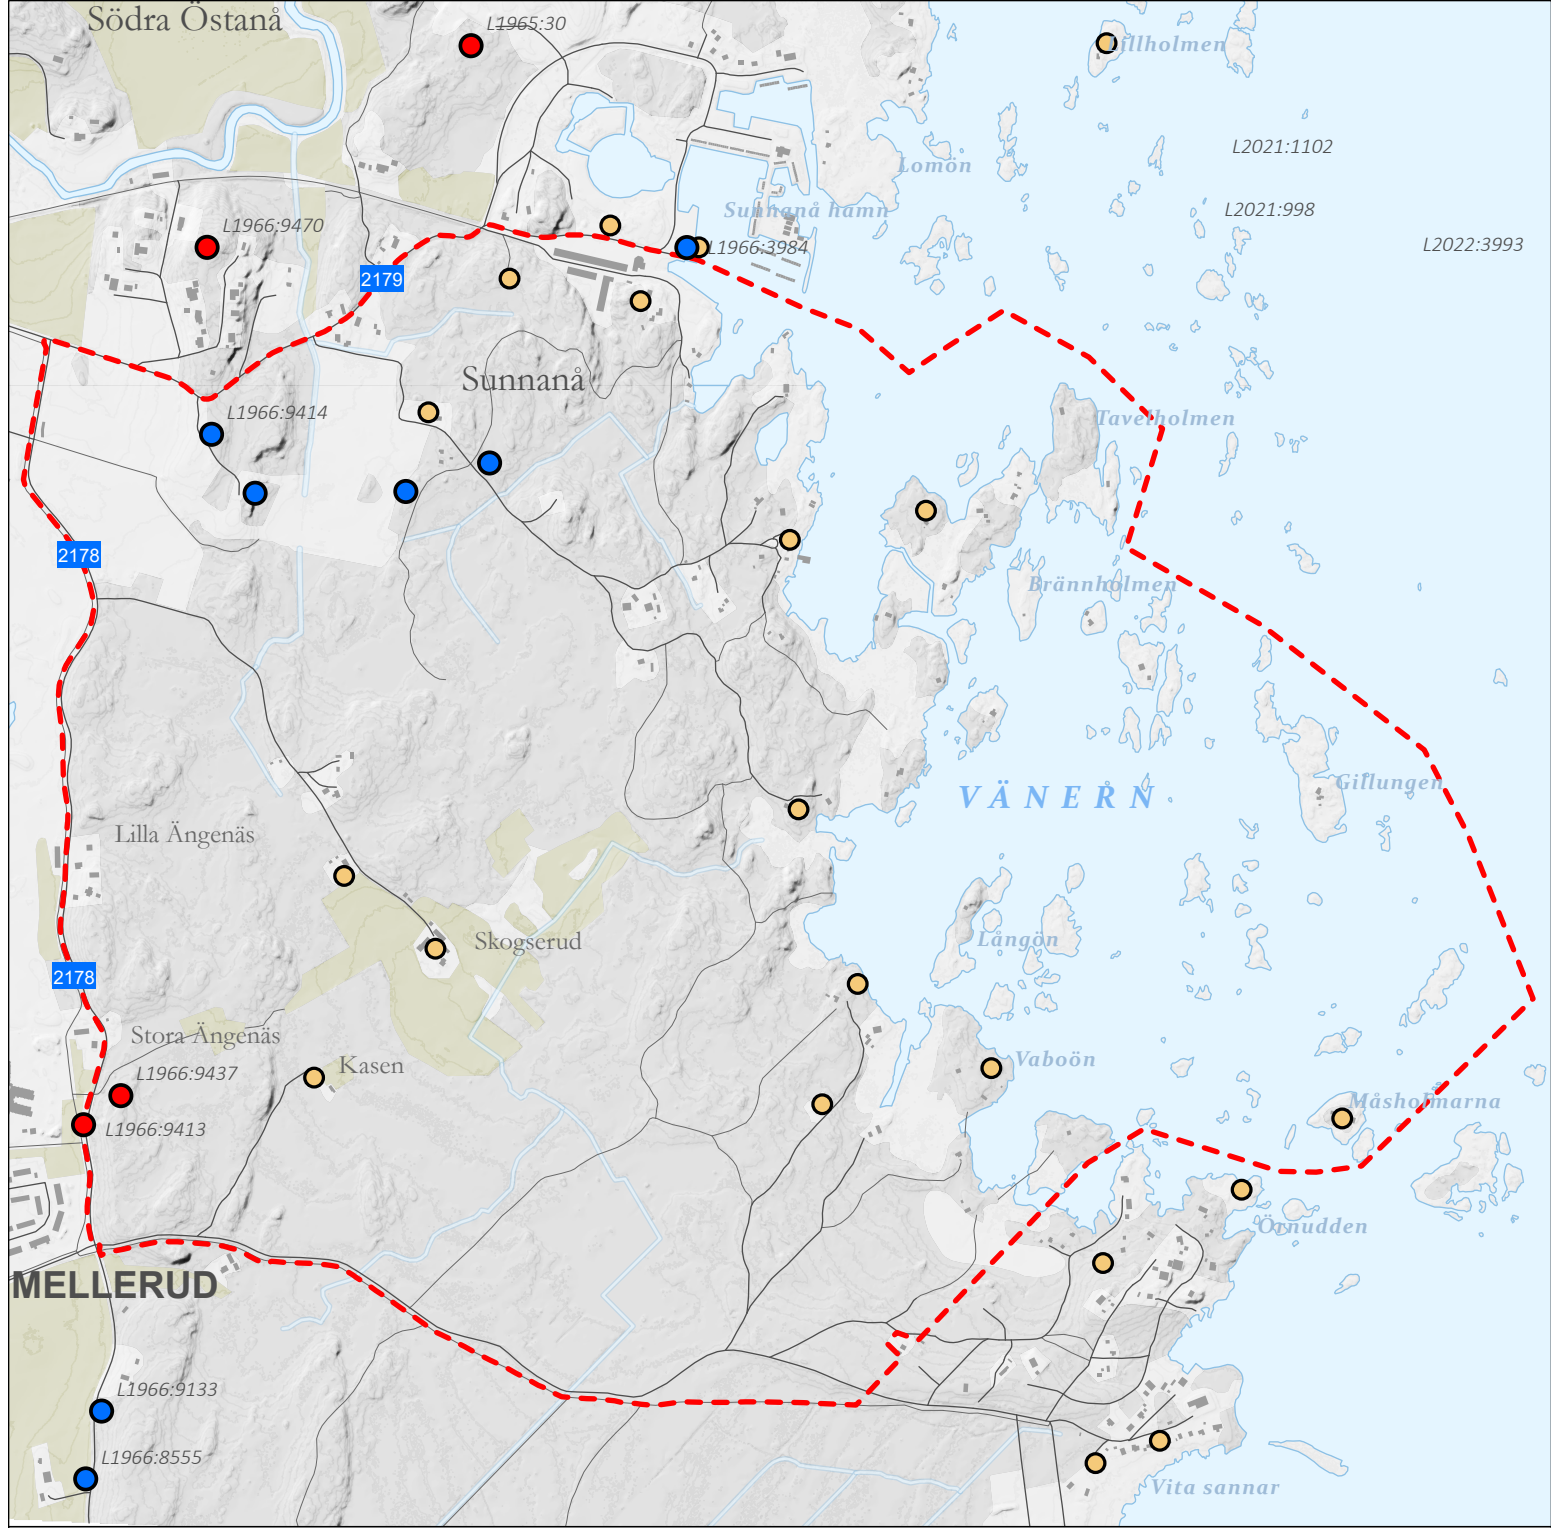 Södra Östanå
L1965:30
Lillholmen
L2021:1102
Lomön
L2021:998
Sunnanå hamn
L1966:9470
L1966:3984
L2022:3993
2179
Sunnanå
L1966:9414
Tavelholmen
2178
Brännholmen
Gillungen
VÄNERN
Lilla Ängenäs
Skogserud
Långön
2178
Stora Ängenäs
Kasen
Vaboön
L1966:9437
Måsholmarna
L1966:9413
Örnudden
MELLERUD
L1966:9133
L1966:8555
Vita sannar